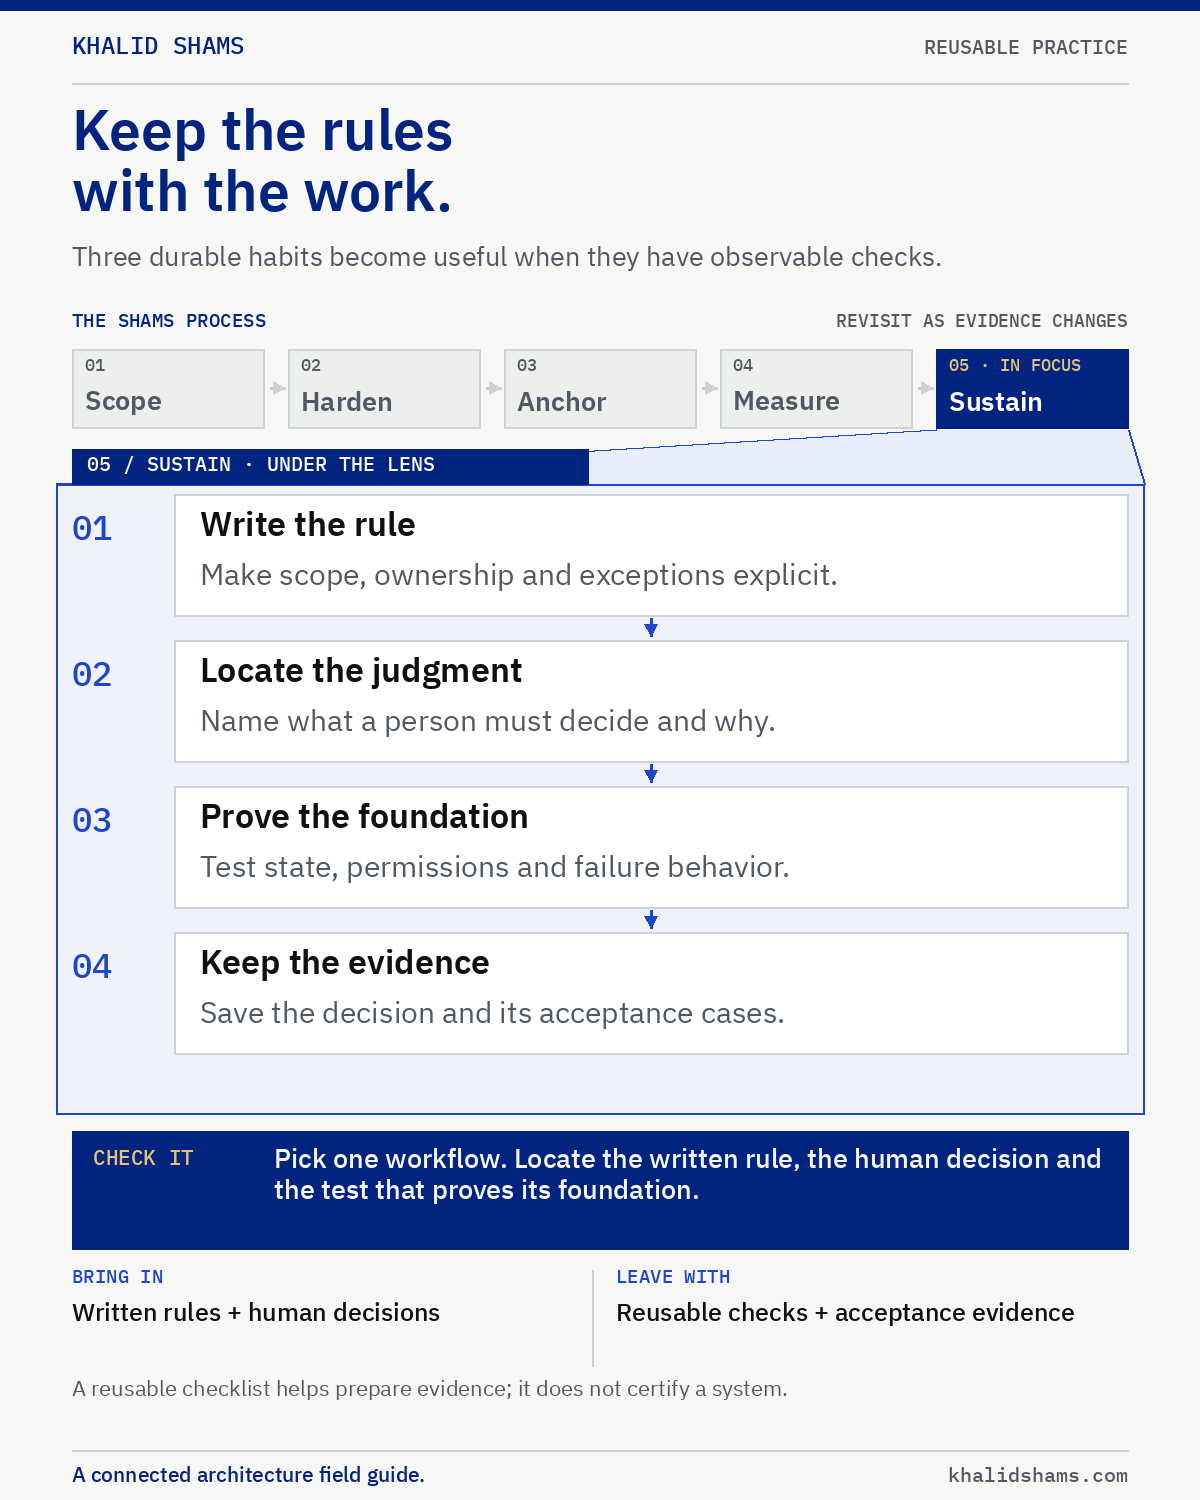 KHALID SHAMS
REUSABLE PRACTICE
Keep the rules
with the work.
Three durable habits become useful when they have observable checks.
THE SHAMS PROCESS
REVISIT AS EVIDENCE CHANGES
01
Scope
02
Harden
03
Anchor
04
Measure
05 · IN FOCUS
Sustain
05 / SUSTAIN · UNDER THE LENS
01
Write the rule
Make scope, ownership and exceptions explicit.
02
Locate the judgment
Name what a person must decide and why.
03
Prove the foundation
Test state, permissions and failure behavior.
04
Keep the evidence
Save the decision and its acceptance cases.
CHECK IT
Pick one workflow. Locate the written rule, the human decision and
the test that proves its foundation.
BRING IN
Written rules + human decisions
LEAVE WITH
Reusable checks + acceptance evidence
A reusable checklist helps prepare evidence; it does not certify a system.
A connected architecture field guide.
khalidshams.com